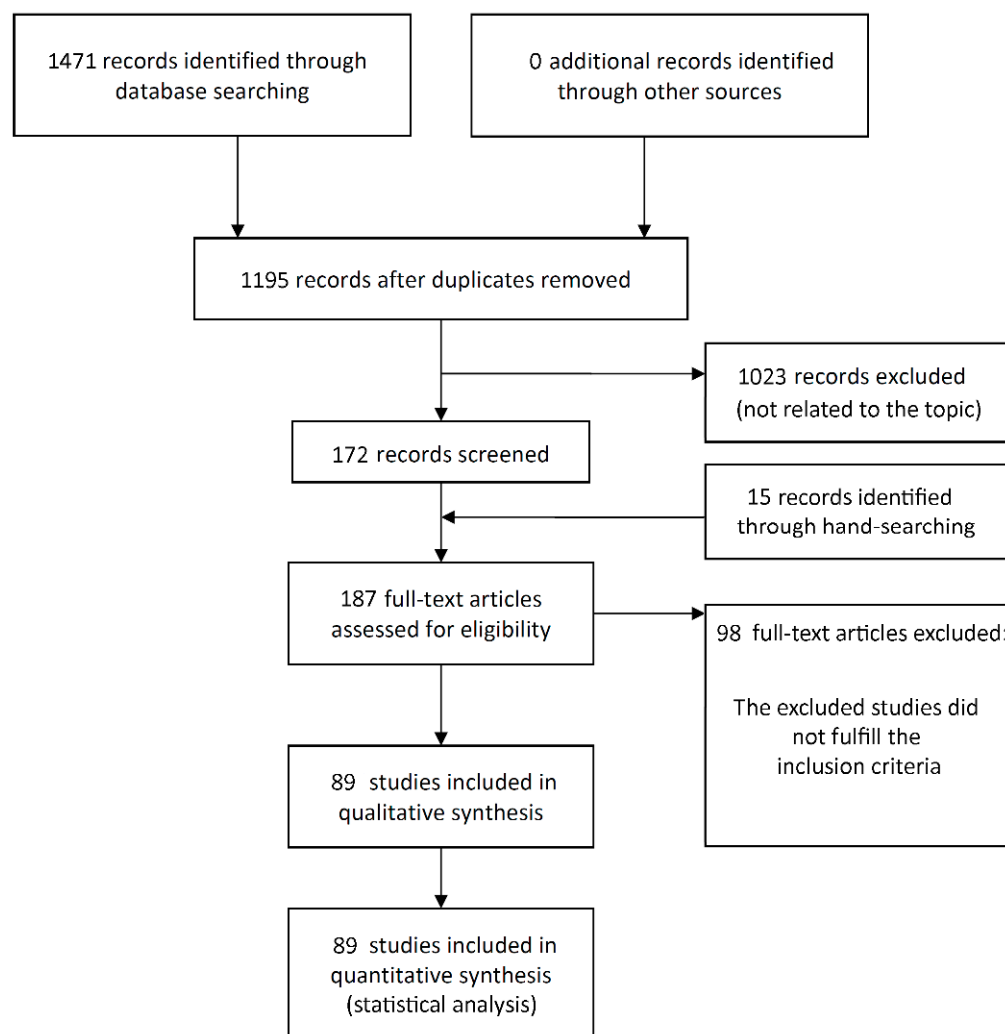 1471 records identified through
database searching
0 additional records identified
through other sources
1195 records after duplicates removed
1023 records excluded
(not related to the topic)
172 records screened
15 records identified
through hand-searching
187 full-text articles
assessed for eligibility
98 full-text articles excluded:
The excluded studies did
not fulfill the
inclusion criteria
89 studies included in
qualitative synthesis
89 studies included in
quantitative synthesis
(statistical analysis)